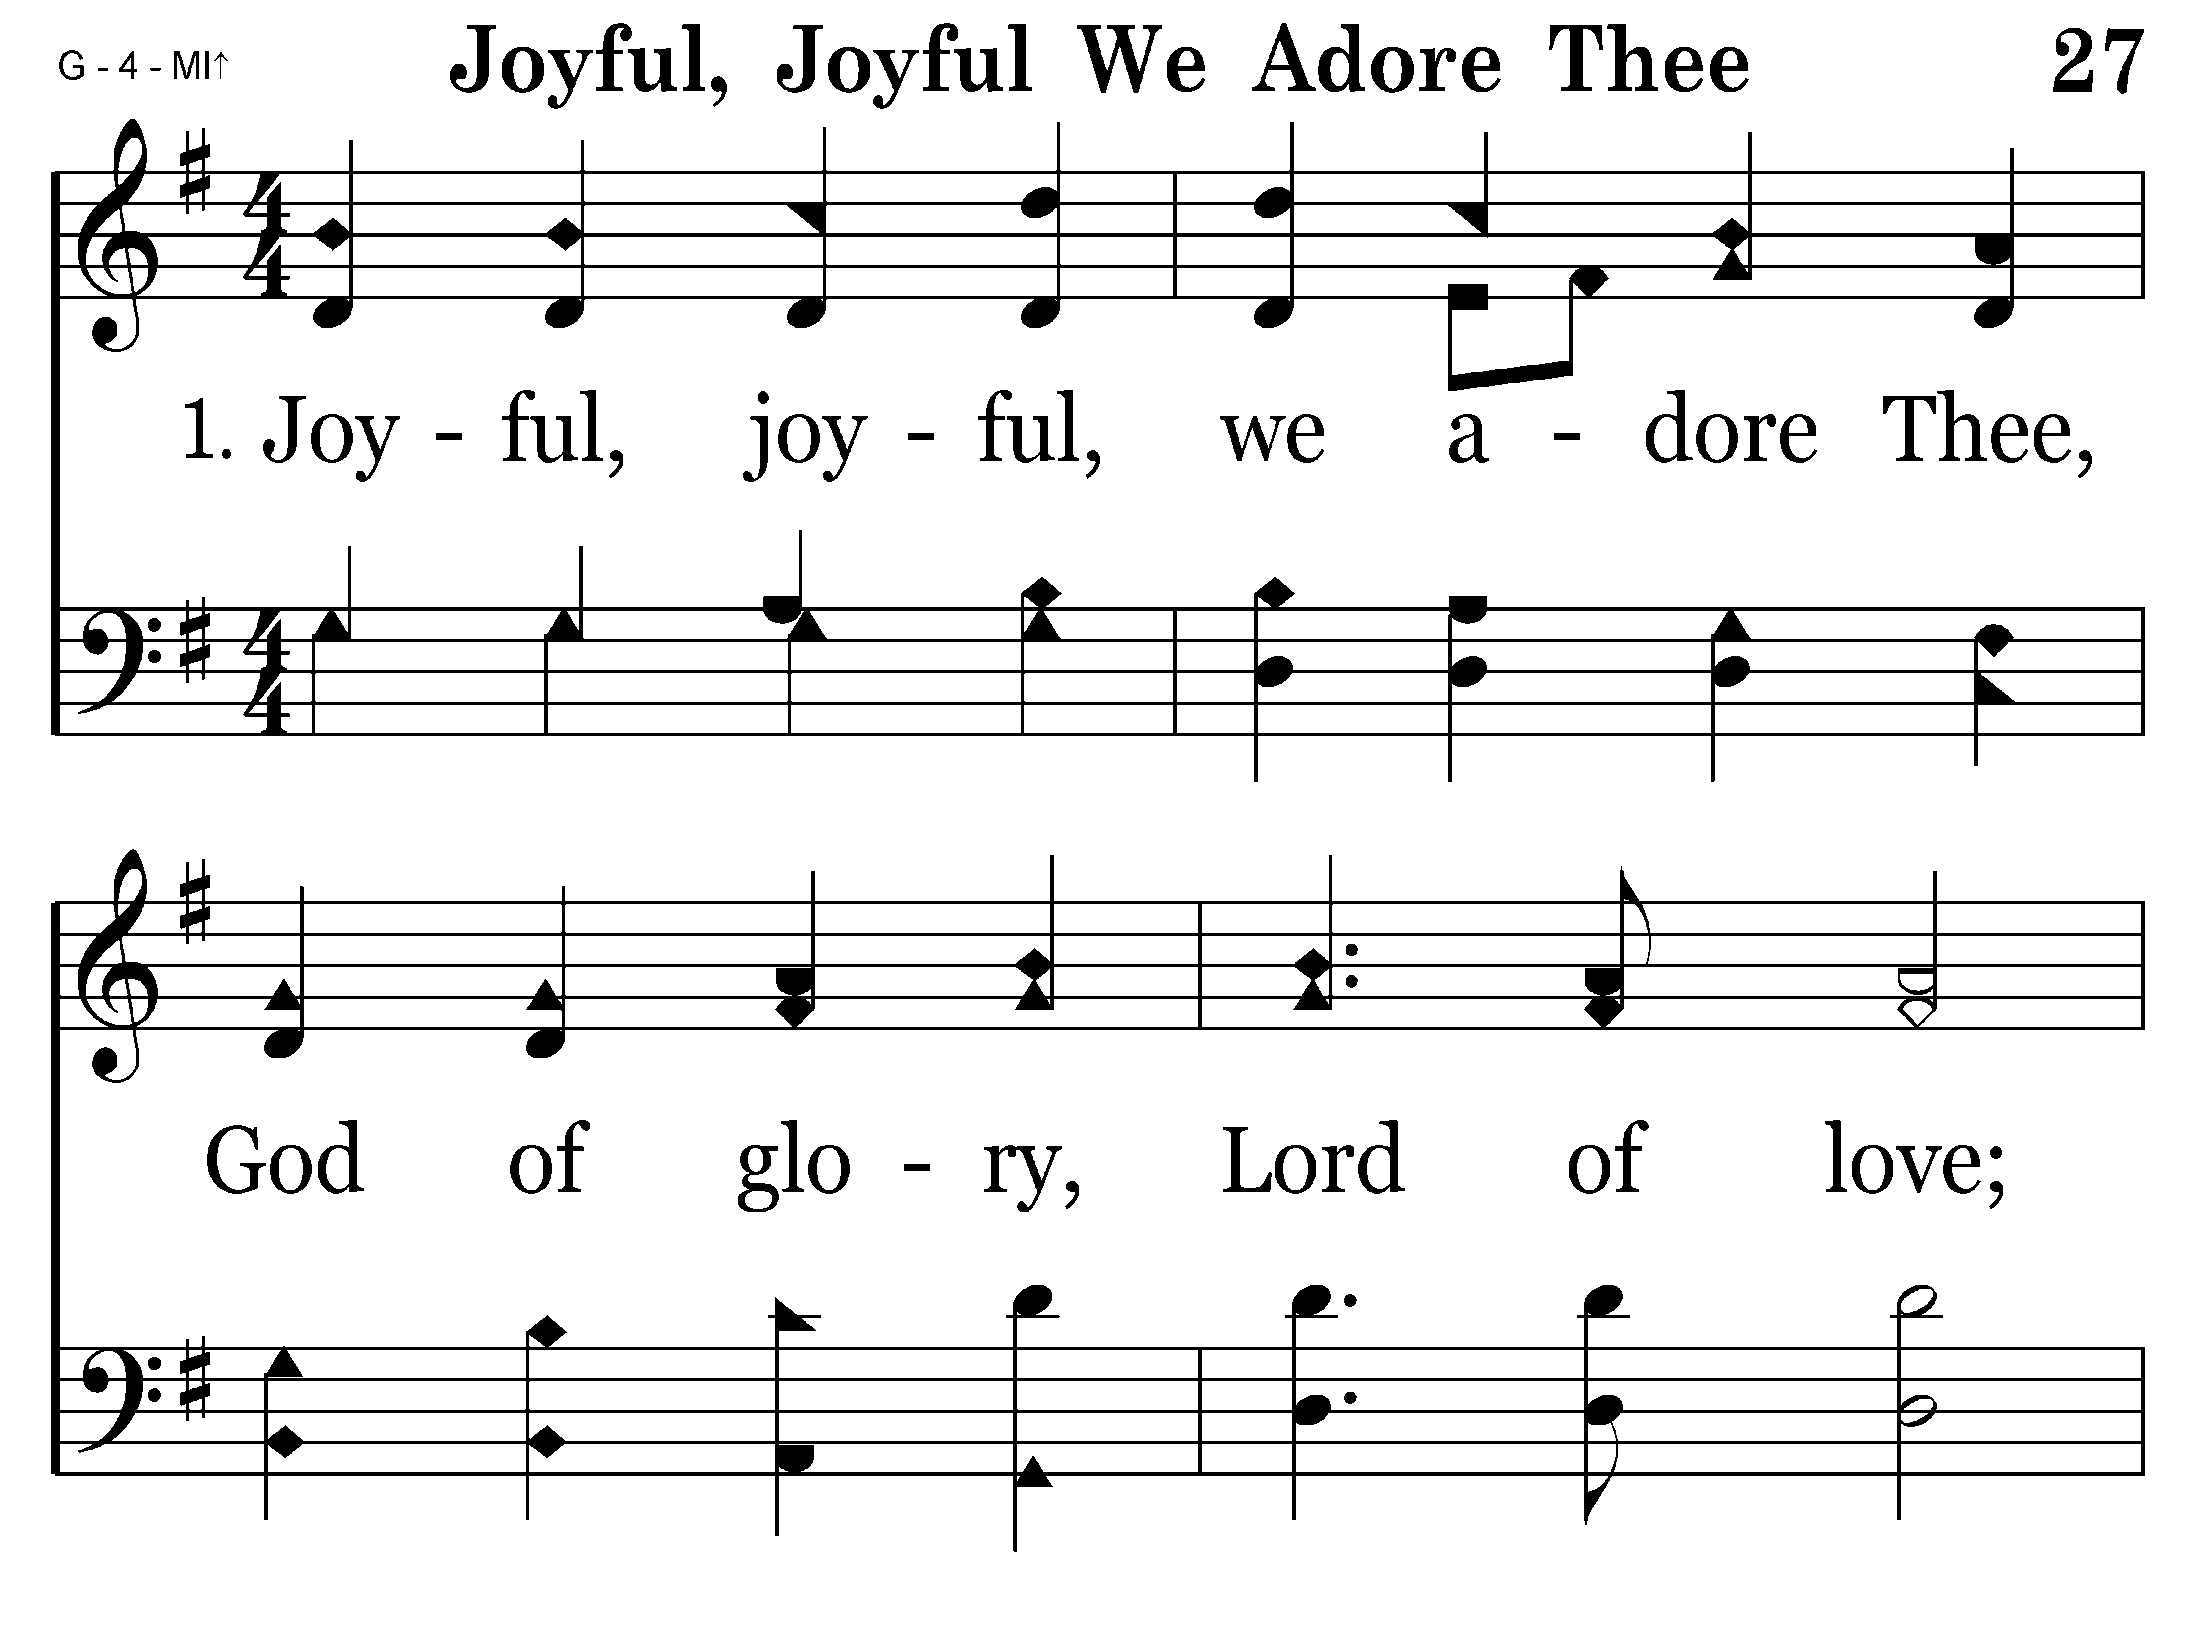 G - 4 - MI↑ Joyful, Joyful We Adore Thee 27
1. Joy - ful, joy - ful, we a - dore Thee,
God of glo - ry, Lord of love;